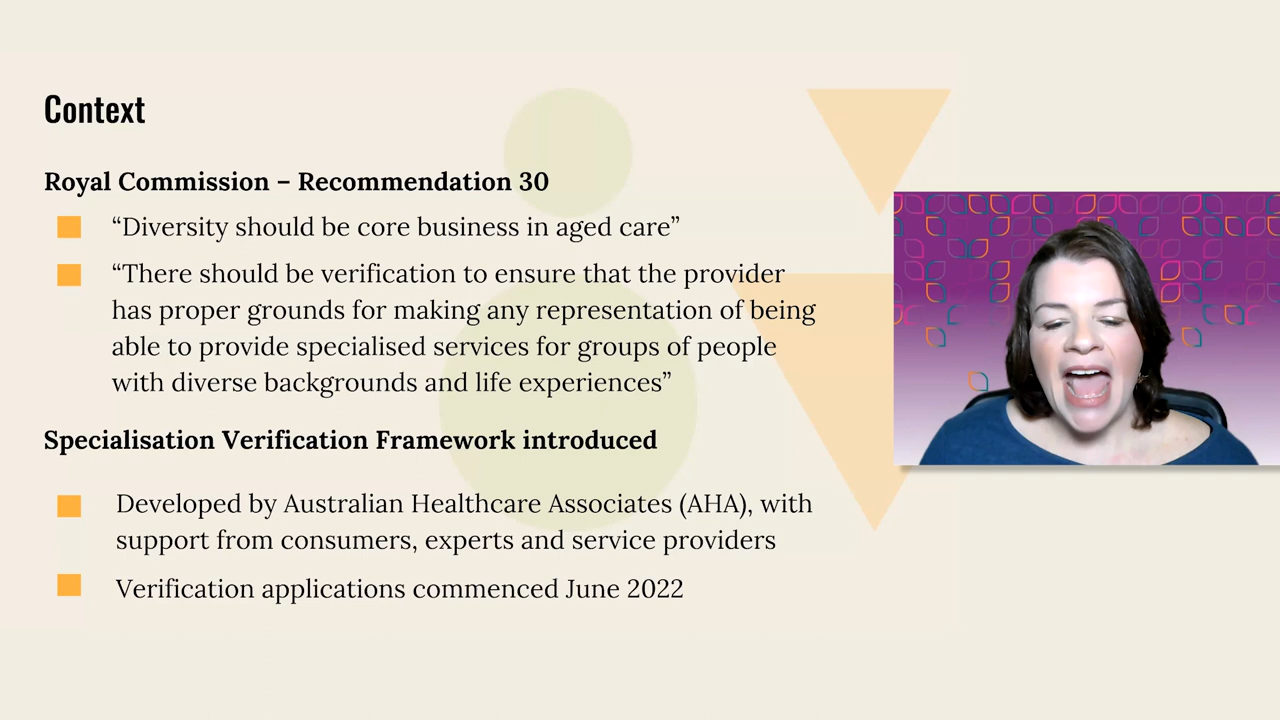 Context
Royal Commission – Recommendation 30
“Diversity should be core business in aged care”
“There should be verification to ensure that the provider
has proper grounds for making any representation of being
able to provide specialised services for groups of people
with diverse backgrounds and life experiences”
Specialisation Verification Framework introduced
Developed by Australian Healthcare Associates (AHA), with
support from consumers, experts and service providers
Verification applications commenced June 2022